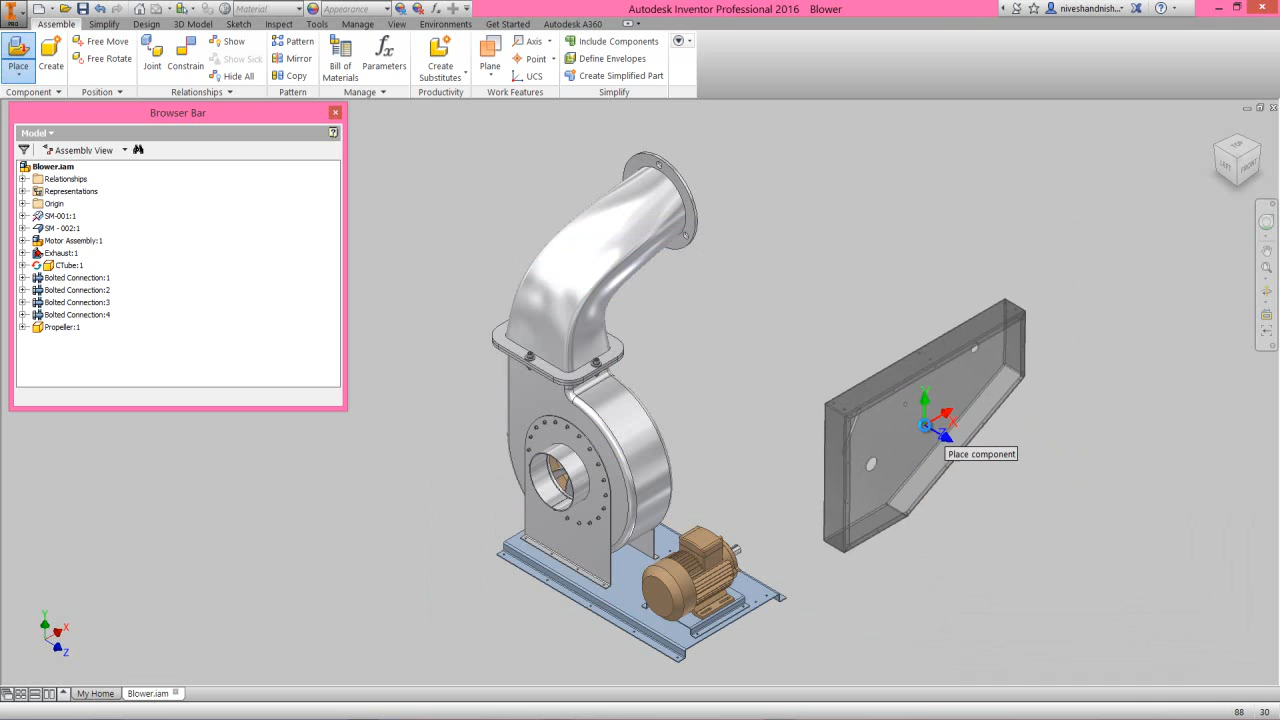 PRO
Material
Appearance
Autodesk Inventor Professional 2016 Blower
niveshandnish...
Assemble Simplify Design 3D Model Sketch Inspect Tools Manage View Environments Get Started Autodesk A360
Place
Create
Free Move
Free Rotate
Joint
Constrain
Show
Show Sick
Hide All
Pattern
Mirror
Copy
Bill of
Materials
Parameters
Create
Substitutes
Plane
Axis
Point
UCS
Include Components
Define Envelopes
Create Simplified Part
Component Position Relationships Pattern Manage Productivity Work Features Simplify
Browser Bar
Model
Assembly View
Blower.iam
Relationships
Representations
Origin
SM-001:1
SM - 002:1
Motor Assembly:1
Exhaust:1
CTube:1
Bolted Connection:1
Bolted Connection:2
Bolted Connection:3
Bolted Connection:4
Propeller:1
TOP
LEFT
FRONT
Y
X
Z
Place component
Y
X
Z
My Home
Blower.iam
88 30